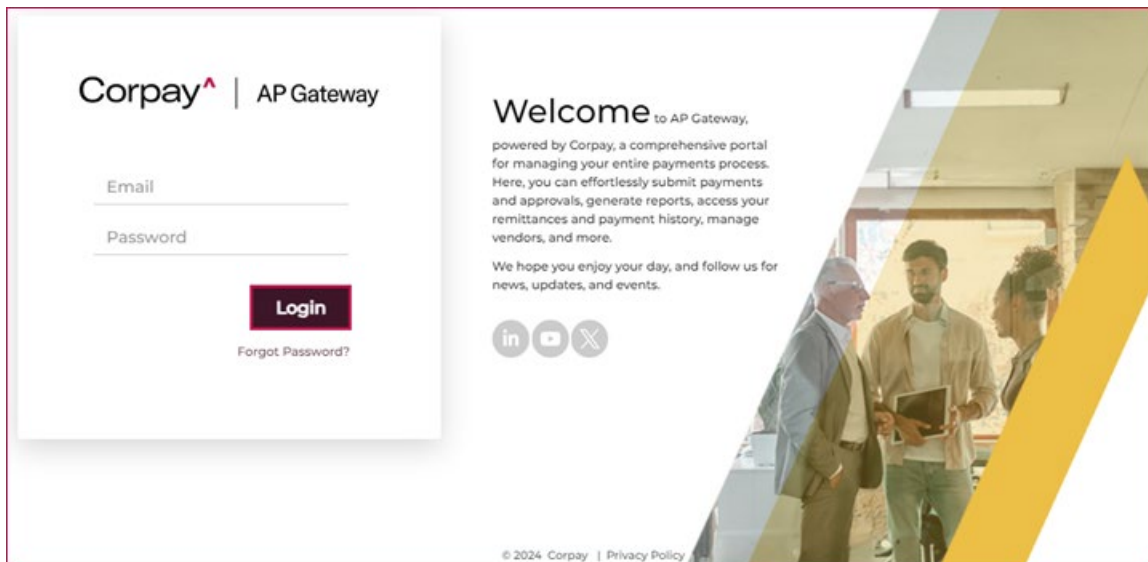 Corpay^ | AP Gateway
Email
Password
Login
Forgot Password?
Welcome to AP Gateway,
powered by Corpay, a comprehensive portal
for managing your entire payments process.
Here, you can effortlessly submit payments
and approvals, generate reports, access your
remittances and payment history, manage
vendors, and more.
We hope you enjoy your day, and follow us for
news, updates, and events.
in
X
© 2024 Corpay | Privacy Policy